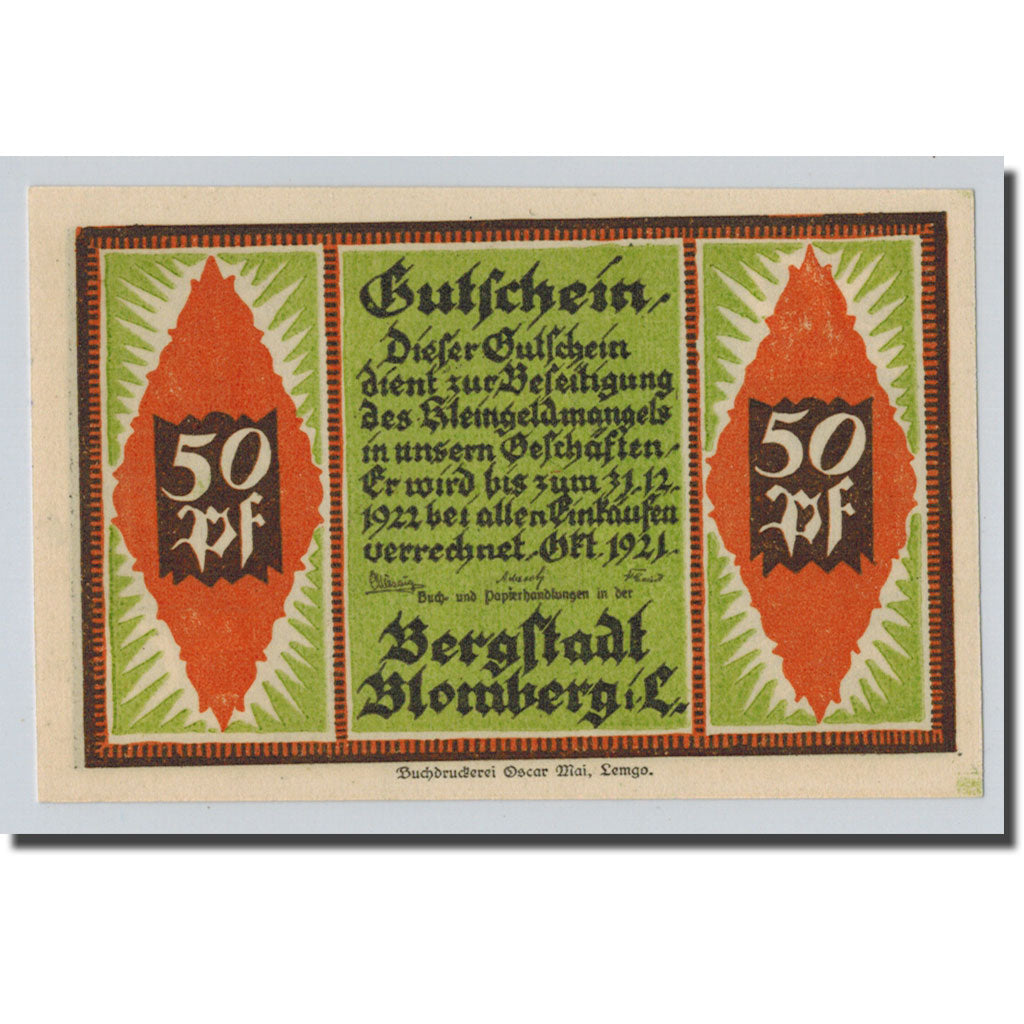 50
Pf
Gutschein.
Dieser Gutschein
dient zur Beseitigung
des Kleingeldmangels
in unsern Geschäften.
Er wird bis zum 31.12.
1922 bei allen Einkäufen
verrechnet. Okt. 1921.
Buch- und Papierhandlungen in der
Bergstadt
Blomberg i. L.
50
Pf
Buchdruckerei Oscar Mai, Lemgo.